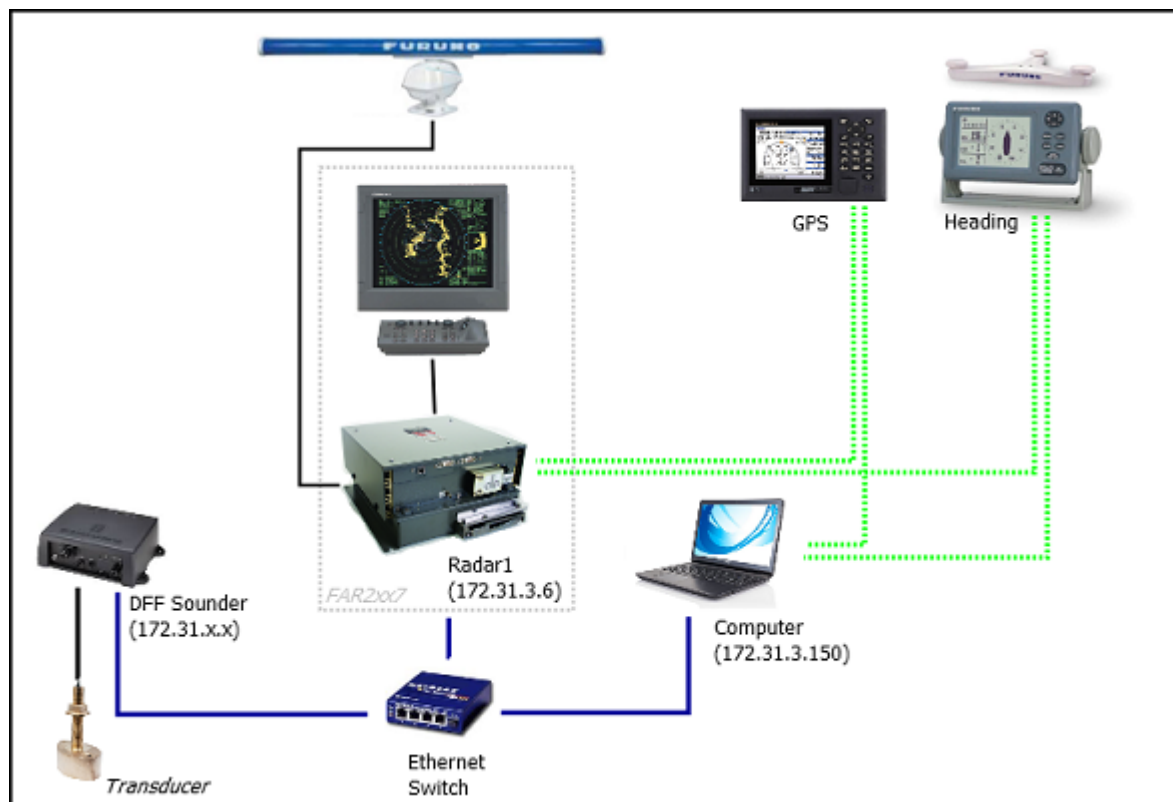 FURUNO
FURUNO
GPS
Heading
Radar1
(172.31.3.6)
FAR2xx7
DFF Sounder
(172.31.x.x)
Computer
(172.31.3.150)
Ethernet
Switch
Transducer